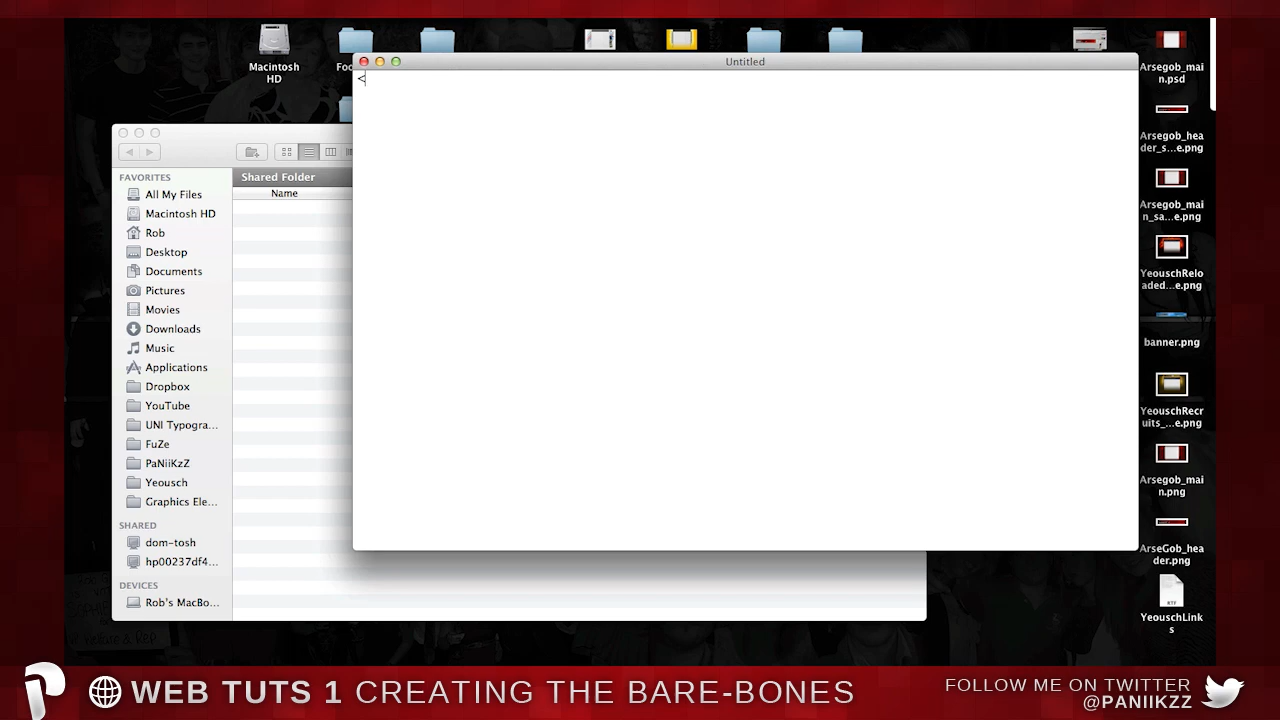 Macintosh
HD
Untitled
<
FAVORITES
All My Files
Macintosh HD
Rob
Desktop
Documents
Pictures
Movies
Downloads
Music
Applications
Dropbox
YouTube
UNI Typogra...
FuZe
PaNiiKzZ
Yeousch
Graphics Ele...
SHARED
dom-tosh
hp00237df4...
DEVICES
Rob's MacBo...
Shared Folder
Name
Arsegob_mai
n.psd
Arsegob_hea
der_s...e.png
Arsegob_mai
n_sa...e.png
YeouschRelo
aded...e.png
banner.png
YeouschRecr
uits_...e.png
Arsegob_mai
n.png
ArseGob_hea
der.png
RTF
YeouschLink
s
WEB TUTS 1 CREATING THE BARE-BONES
FOLLOW ME ON TWITTER
@PANIIKZZ